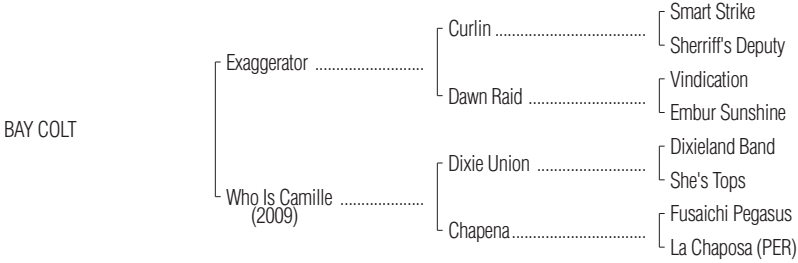 Smart Strike
Curlin ....................................
Sherriff's Deputy
Exaggerator ..........................
Vindication
Dawn Raid ............................
Embur Sunshine
BAY COLT
Dixieland Band
Dixie Union ..........................
She's Tops
Who Is Camille ....................
(2009)
Fusaichi Pegasus
Chapena ................................
La Chaposa (PER)